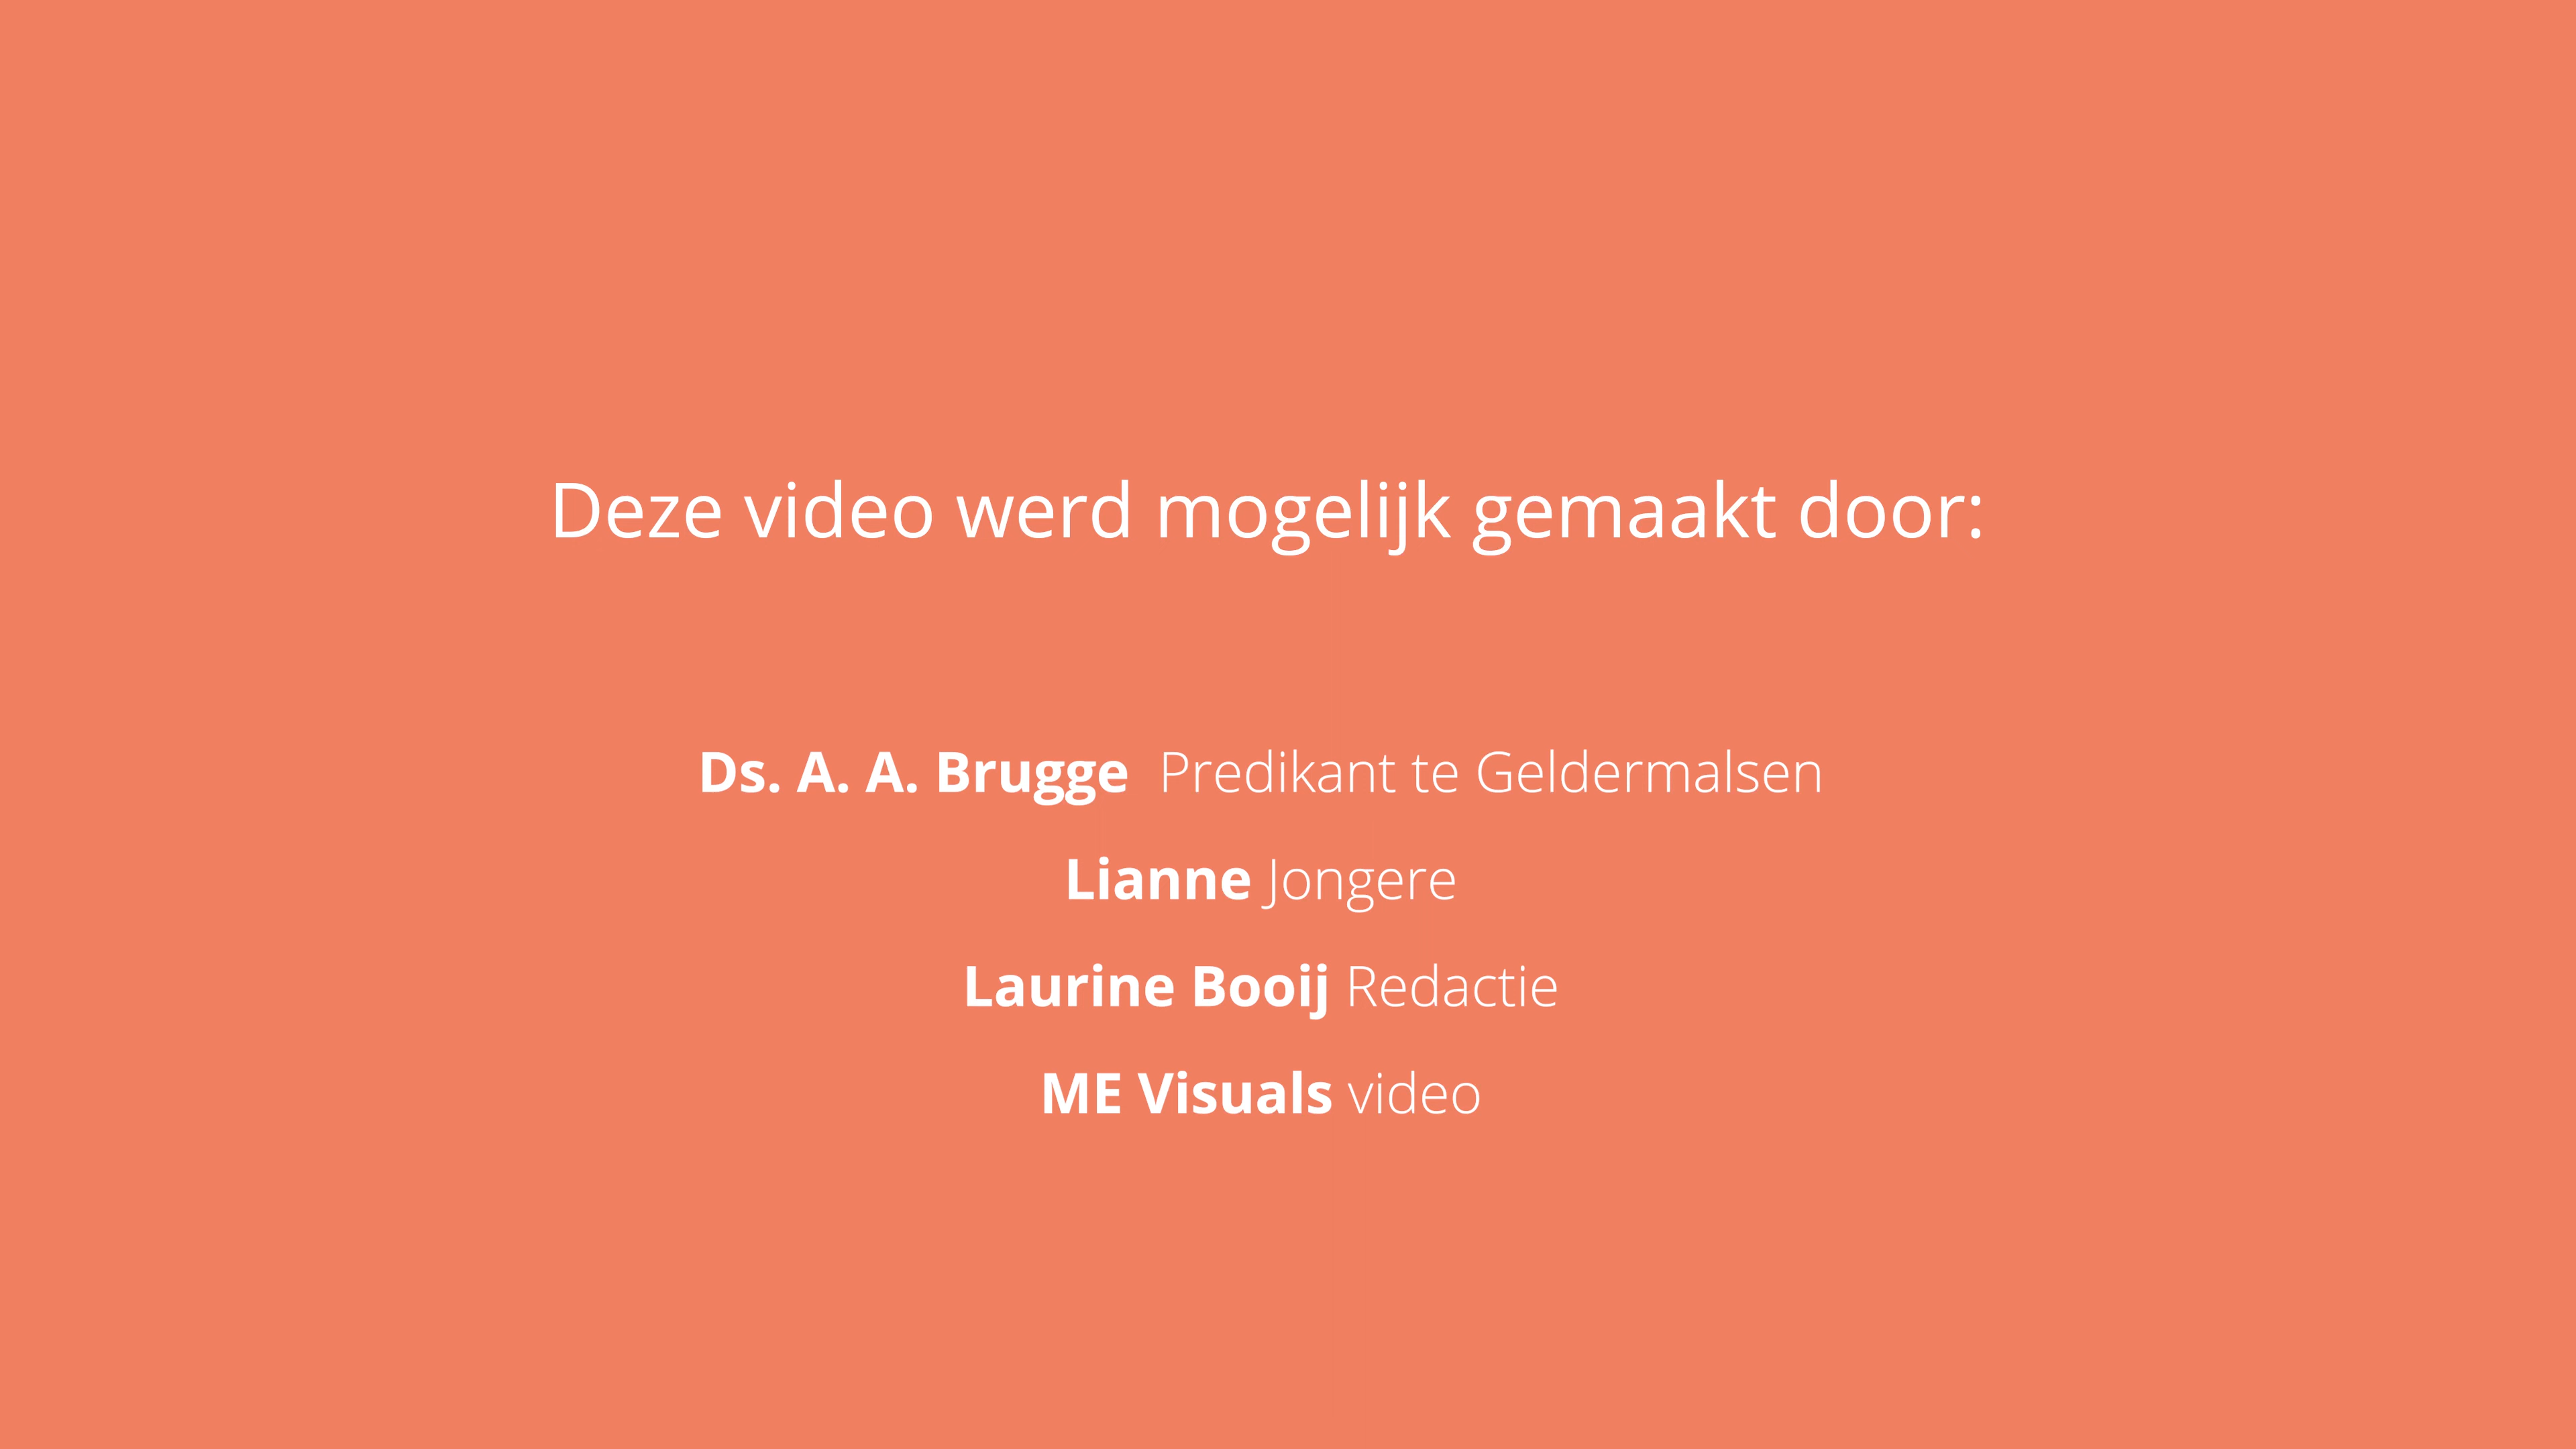 Deze video werd mogelijk gemaakt door:
Ds. A. A. Brugge Predikant te Geldermalsen
Lianne Jongere
Laurine Booij Redactie
ME Visuals video